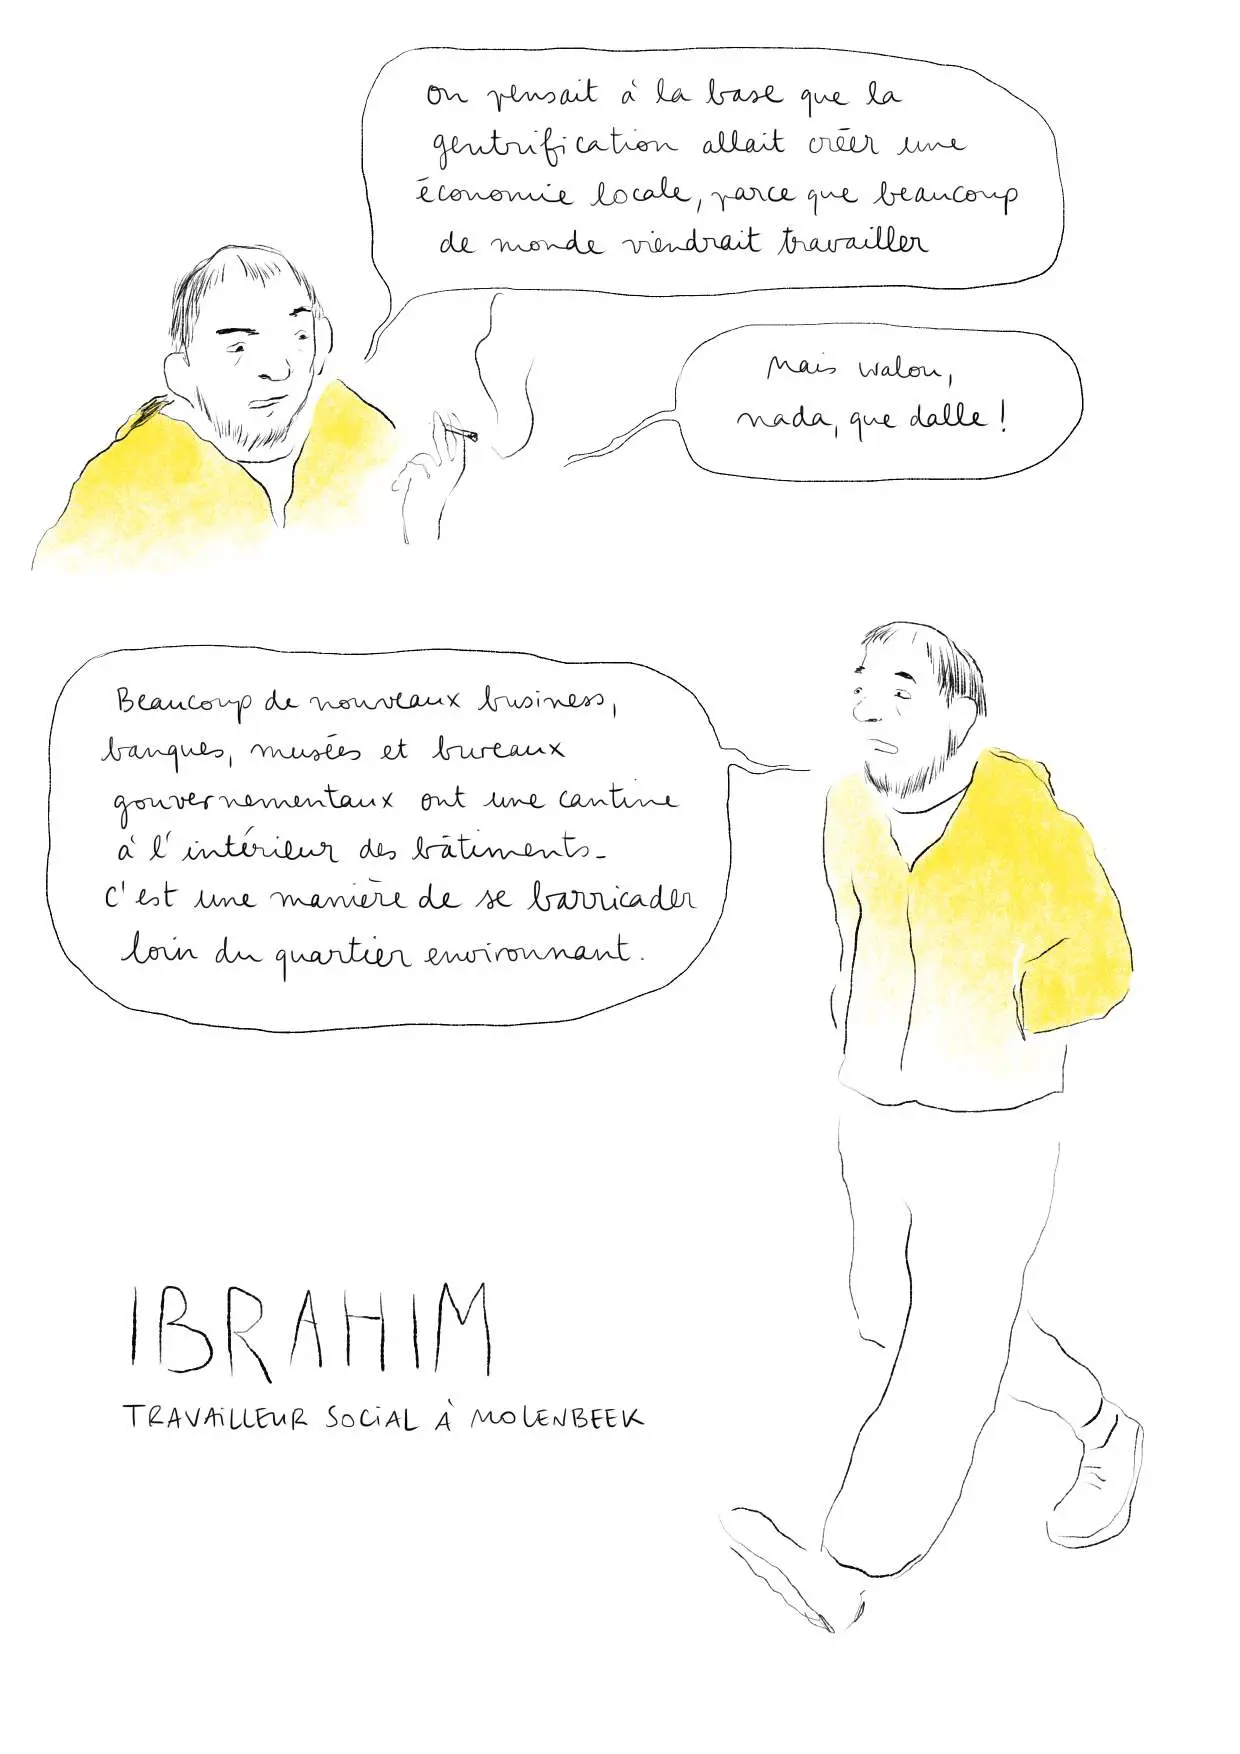 on pensait à la base que la
gentrification allait créer une
économie locale, parce que beaucoup
de monde viendrait travailler
Mais walou,
nada, que dalle !
Beaucoup de nouveaux business,
banques, musées et bureaux
gouvernementaux ont une cantine
à l'intérieur des bâtiments.
C'est une manière de se barricader
loin du quartier environnant.
IBRAHIM
TRAVAILLEUR SOCIAL À MOLENBEEK